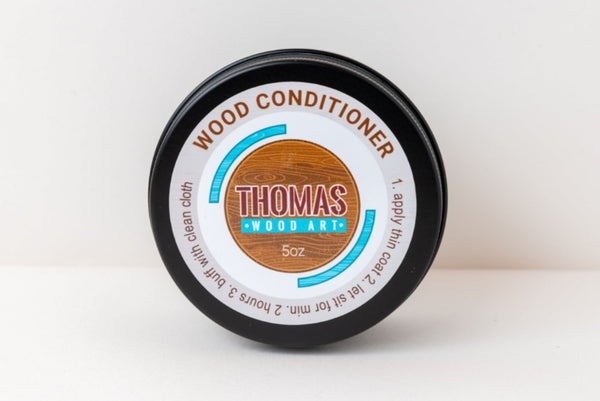 WOOD CONDITIONER
THOMAS
•WOOD ART•
5oz
1. apply thin coat 2. let sit for min. 2 hours 3. buff with clean cloth